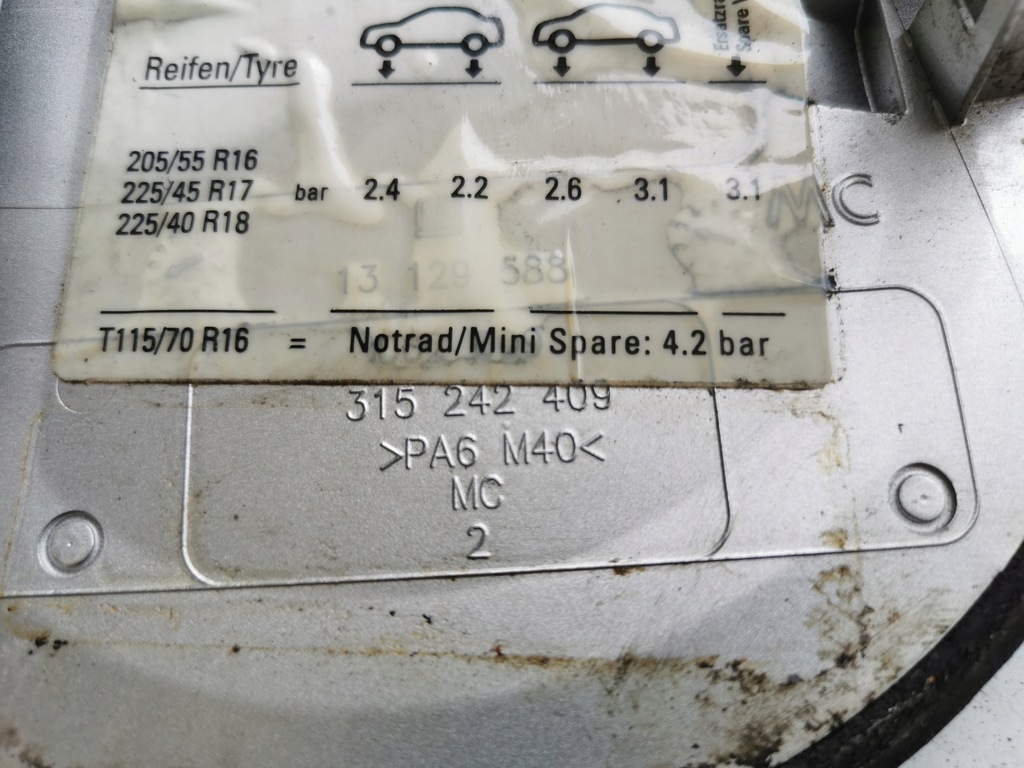 Reifen/Tyre
205/55 R16
225/45 R17 bar 2.4 2.2 2.6 3.1 3.1
225/40 R18
MC
13 129 388
T115/70 R16 = Notrad/Mini Spare: 4.2 bar
315 242 409
>PA6 M40<
MC
2